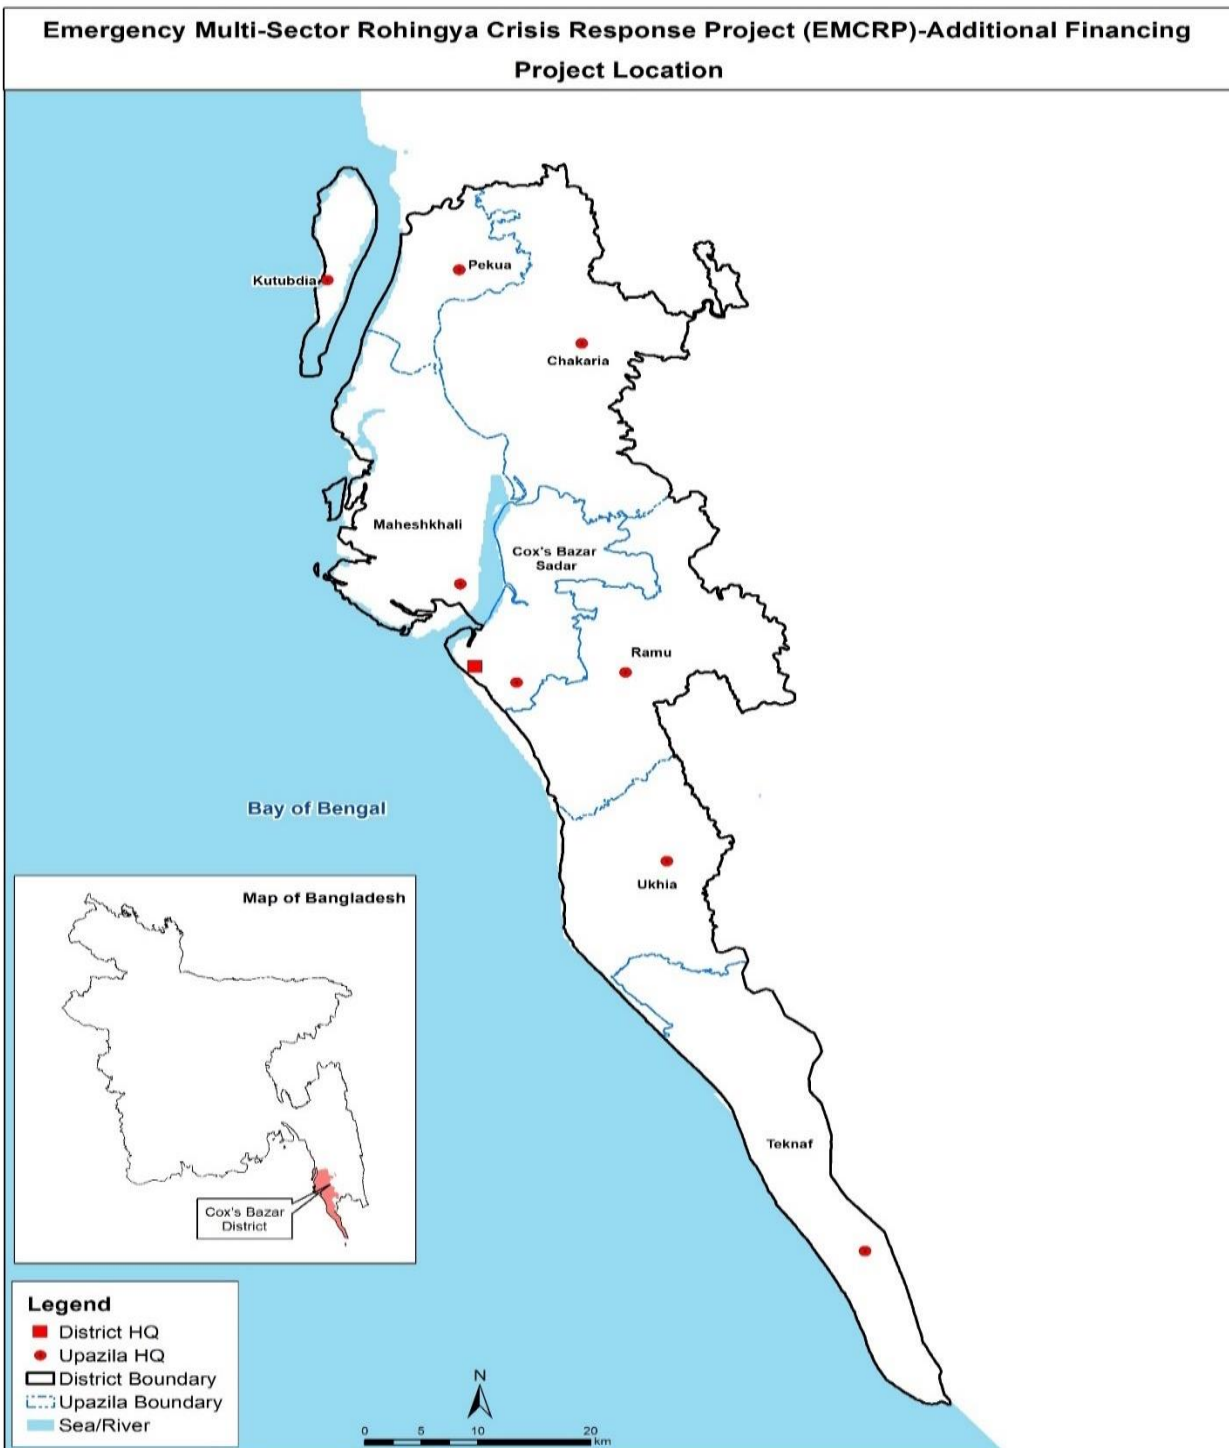 Emergency Multi-Sector Rohingya Crisis Response Project (EMCRP)-Additional Financing
Project Location
Pekua
Kutubdia
Chakaria
Maheshkhali
Cox's Bazar
Sadar
Ramu
Bay of Bengal
Ukhia
Map of Bangladesh
Cox's Bazar
District
Teknaf
Legend
District HQ
Upazila HQ
District Boundary
Upazila Boundary
Sea/River
N
0 5 10 20
km